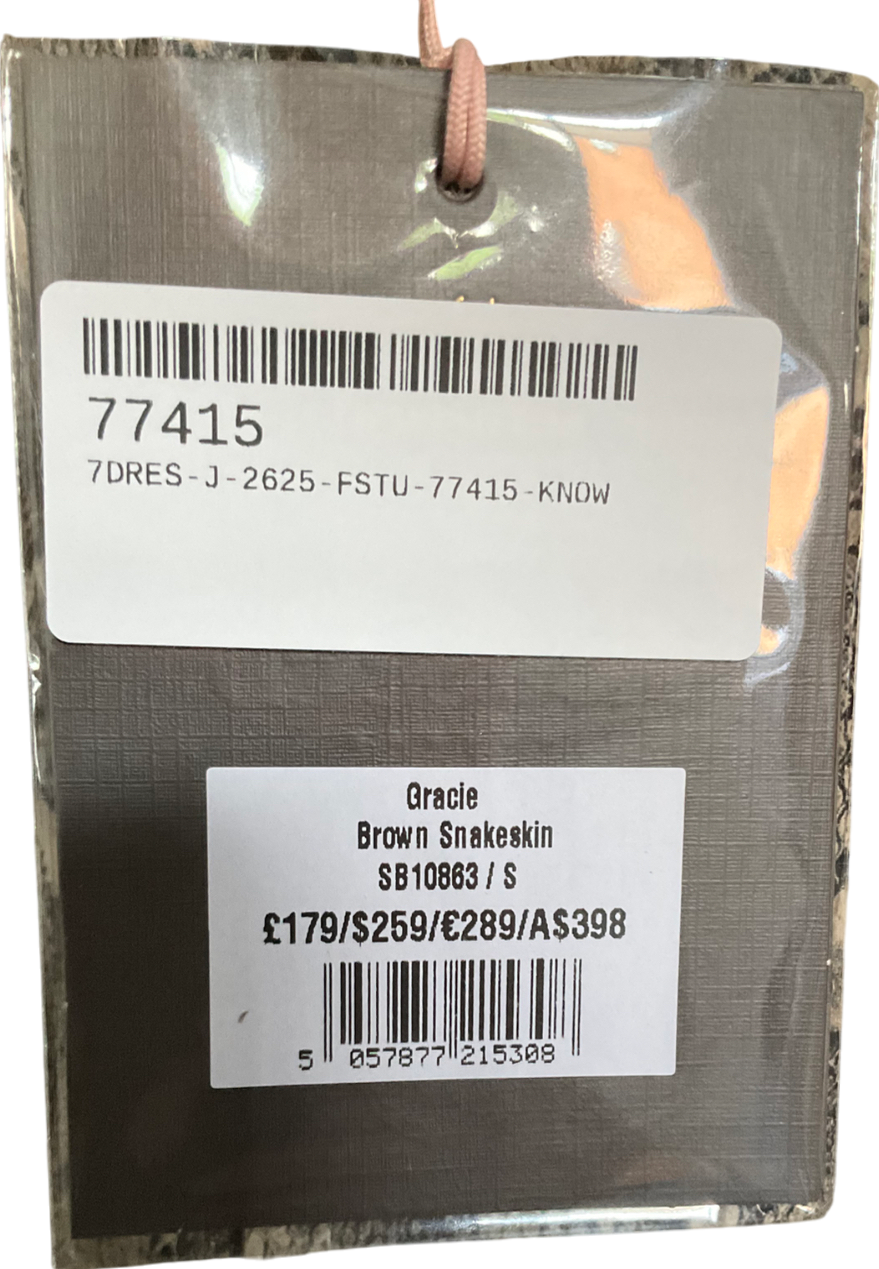 77415
7DRES-J-2625-FSTU-77415-KNOW
Gracie
Brown Snakeskin
SB10863 / S
£179/$259/€289/A$398
5 057877 215308